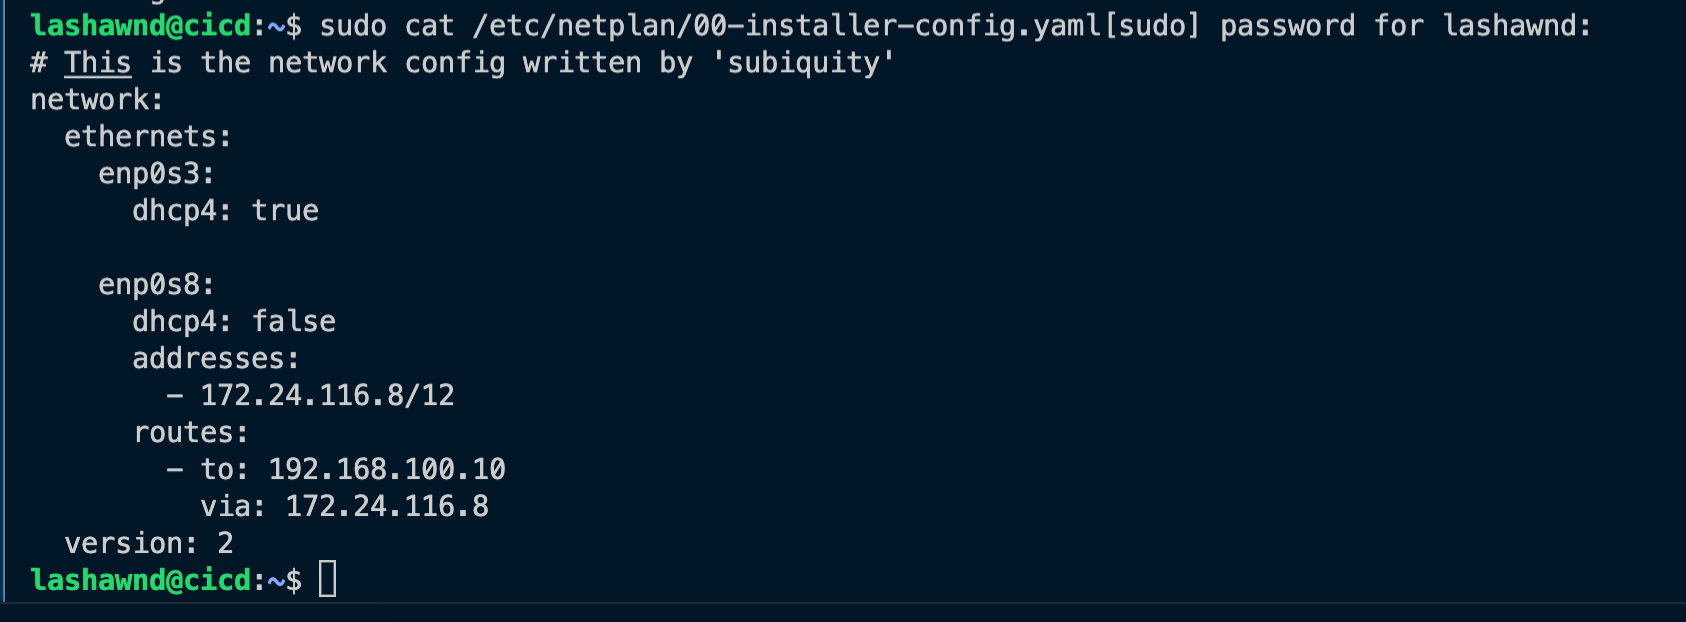 lashawnd@cicd:~$ sudo cat /etc/netplan/00-installer-config.yaml[sudo] password for lashawnd:
# This is the network config written by 'subiquity'
network:
  ethernets:
    enp0s3:
      dhcp4: true

    enp0s8:
      dhcp4: false
      addresses:
        - 172.24.116.8/12
      routes:
        - to: 192.168.100.10
          via: 172.24.116.8
  version: 2
lashawnd@cicd:~$